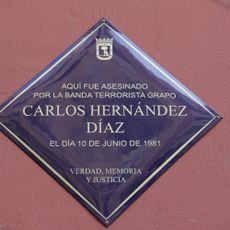 AQUÍ FUE ASESINADO
POR LA BANDA TERRORISTA GRAPO
CARLOS HERNÁNDEZ
DÍAZ
EL DÍA 10 DE JUNIO DE 1981
VERDAD, MEMORIA
Y JUSTICIA